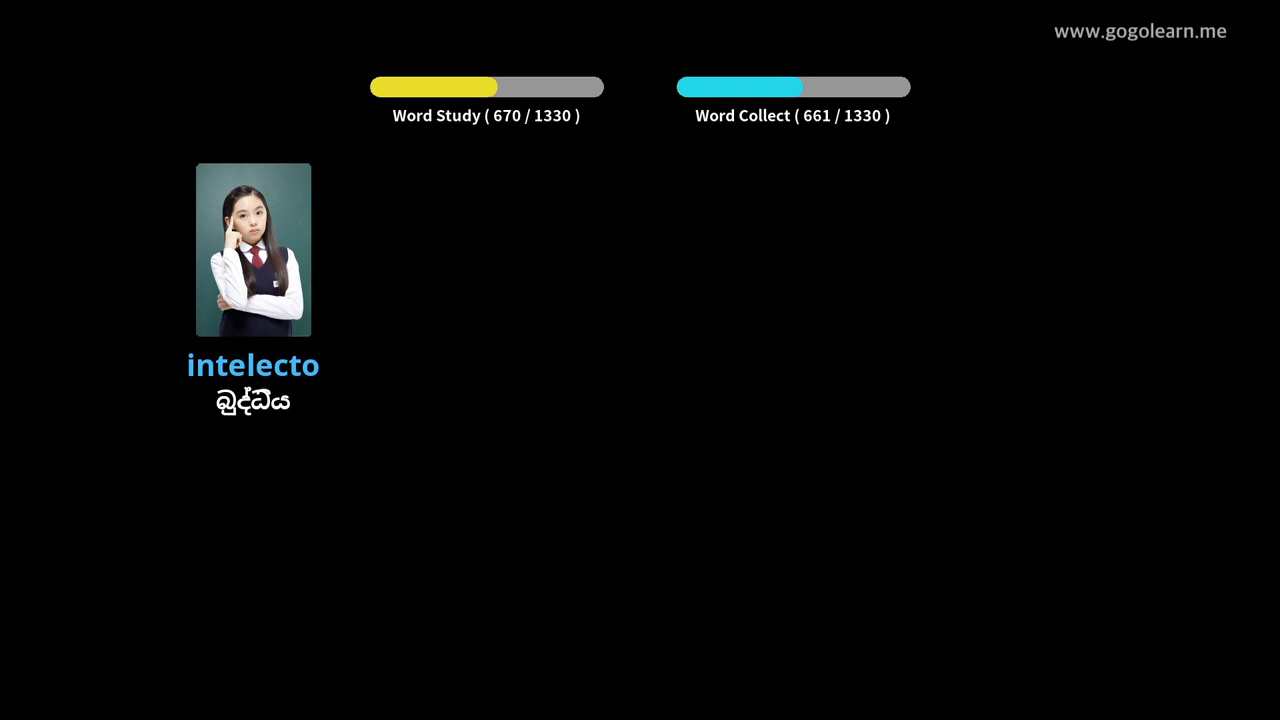 www.gogolearn.me
Word Study ( 670 / 1330 )
Word Collect ( 661 / 1330 )
intelecto
බුද්ධිය